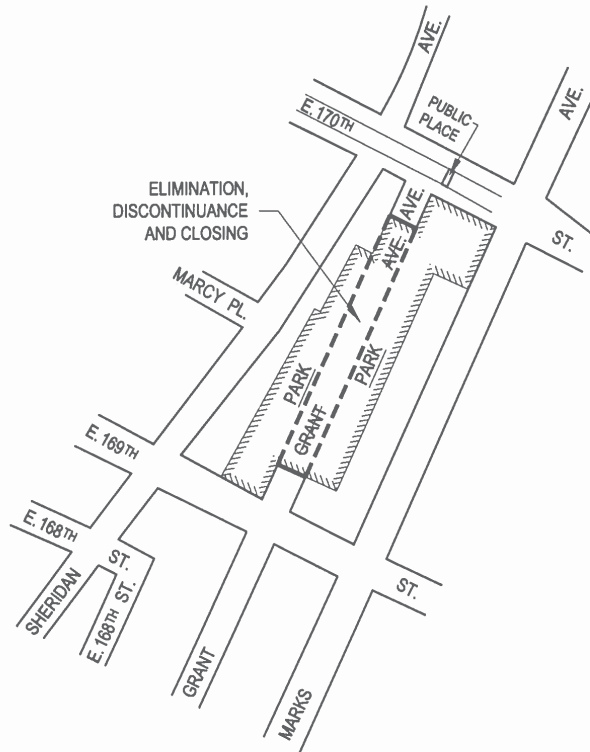 AVE.
AVE.
E. 170TH
PUBLIC
PLACE
ELIMINATION,
DISCONTINUANCE
AND CLOSING
AVE.
AVE.
ST.
MARCY PL.
PARK
PARK
GRANT
E. 169TH
E. 168TH
ST.
ST.
SHERIDAN
E. 168TH ST.
GRANT
MARKS